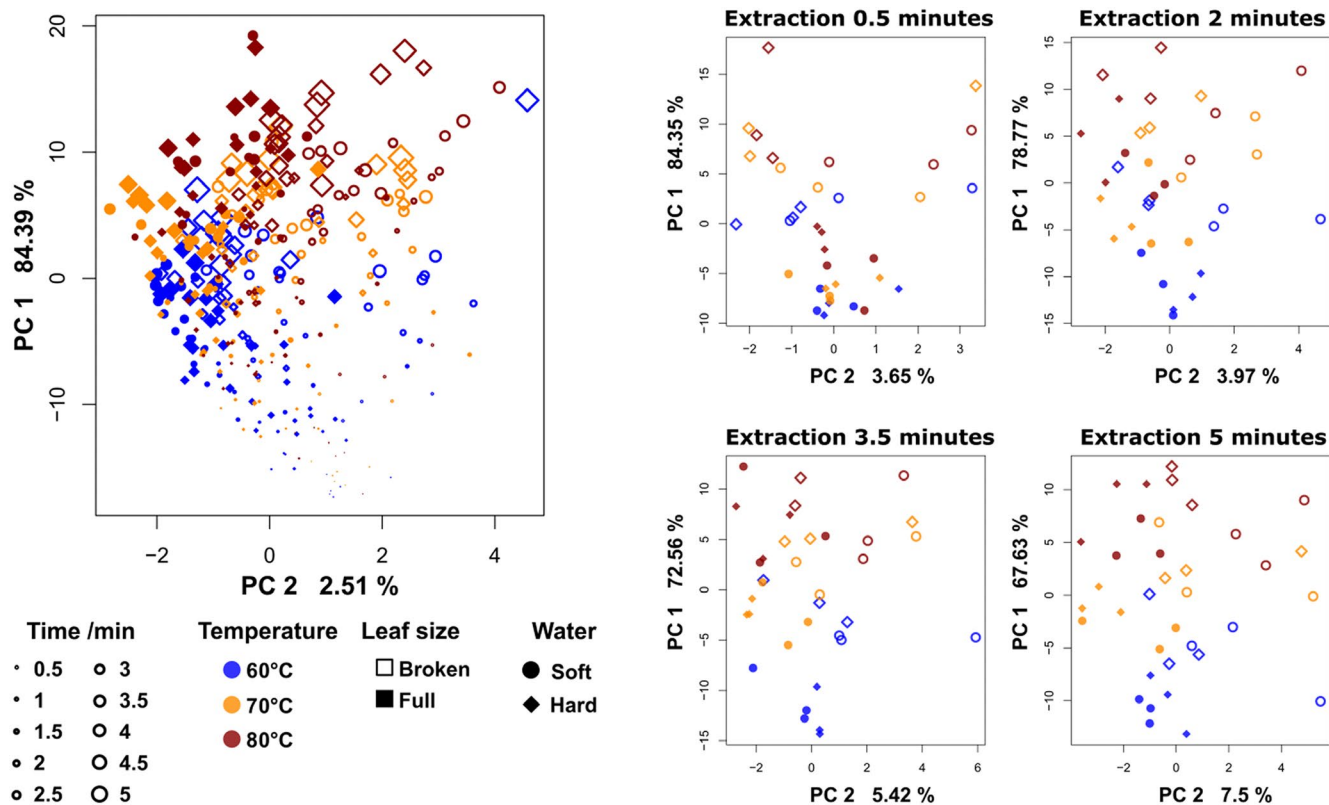 20
10
0
−10
PC 1 84.39 %
−2 0 2 4
PC 2 2.51 %
Time /min
0.5 3
1 3.5
1.5 4
2 4.5
2.5 5
Temperature
60°C
70°C
80°C
Leaf size
Broken
Full
Water
Soft
Hard
Extraction 0.5 minutes
15
10
5
0
−5
−10
PC 1 84.35 %
−2 −1 0 1 2 3
PC 2 3.65 %
Extraction 2 minutes
15
10
5
0
−5
−10
−15
PC 1 78.77 %
−2 0 2 4
PC 2 3.97 %
Extraction 3.5 minutes
10
5
0
−5
−10
−15
PC 1 72.56 %
−2 0 2 4 6
PC 2 5.42 %
Extraction 5 minutes
10
5
0
−5
−10
PC 1 67.63 %
−2 0 2 4
PC 2 7.5 %